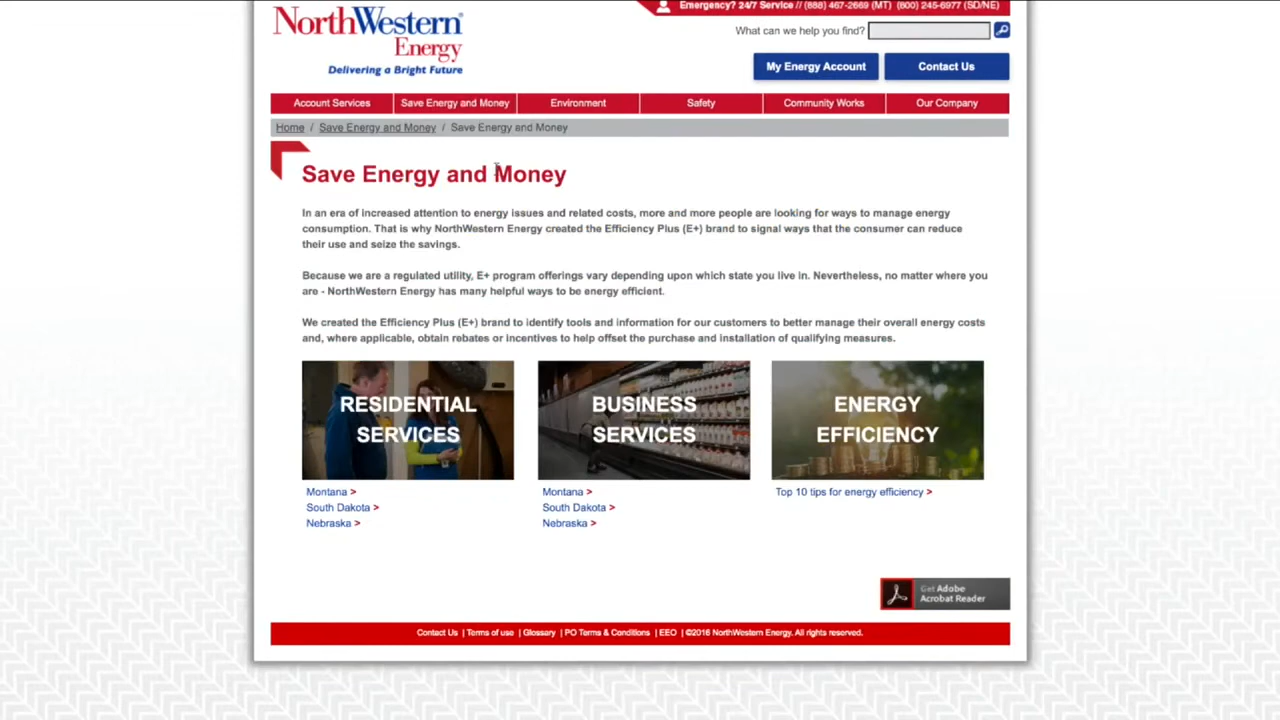 Emergency? 24/7 Service // (888) 467-2669 (MT) (800) 245-6977 (SD/NE)
NorthWestern
Energy
Delivering a Bright Future
What can we help you find?
My Energy Account
Contact Us
Account Services
Save Energy and Money
Environment
Safety
Community Works
Our Company
Home / Save Energy and Money / Save Energy and Money
Save Energy and Money
In an era of increased attention to energy issues and related costs, more and more people are looking for ways to manage energy
consumption. That is why NorthWestern Energy created the Efficiency Plus (E+) brand to signal ways that the consumer can reduce
their use and seize the savings.
Because we are a regulated utility, E+ program offerings vary depending upon which state you live in. Nevertheless, no matter where you
are - NorthWestern Energy has many helpful ways to be energy efficient.
We created the Efficiency Plus (E+) brand to identify tools and information for our customers to better manage their overall energy costs
and, where applicable, obtain rebates or incentives to help offset the purchase and installation of qualifying measures.
RESIDENTIAL
SERVICES
Montana >
South Dakota >
Nebraska >
BUSINESS
SERVICES
Montana >
South Dakota >
Nebraska >
ENERGY
EFFICIENCY
Top 10 tips for energy efficiency >
Get Adobe
Acrobat Reader
Contact Us | Terms of use | Glossary | PO Terms & Conditions | EEO | ©2016 NorthWestern Energy. All rights reserved.